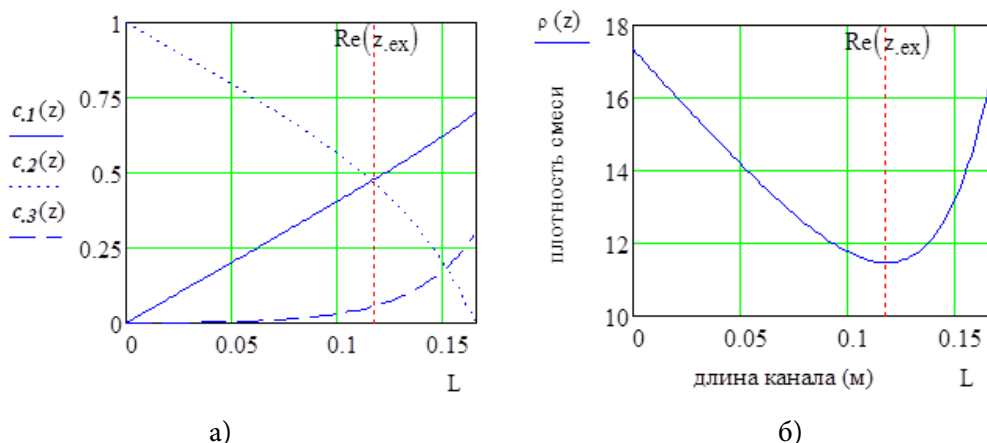 1
0.75
0.5
0.25
0
c.1(z)
c.2(z)
c.3(z)
Re(z.ex)
0 0.05 0.1 0.15
L
а)
ρ(z)
18
16
14
12
10
плотность смеси
Re(z.ex)
0 0.05 0.1 0.15
длина канала (м) L
б)